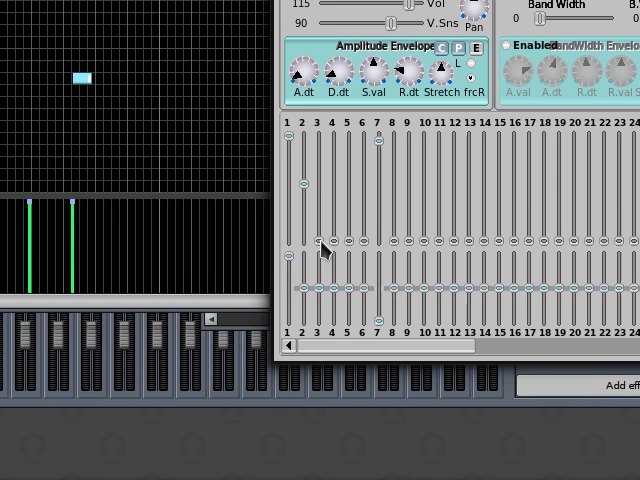 115 Vol
90 V.Sns
Pan
Band Width
0
0
Amplitude Envelope C P E
L
A.dt D.dt S.val R.dt Stretch frcR
Enabled BandWidth Envelop
A.val A.dt R.dt R.val S
1 2 3 4 5 6 7 8 9 10 11 12 13 14 15 16 17 18 19 20 21 22 23 24
1 2 3 4 5 6 7 8 9 10 11 12 13 14 15 16 17 18 19 20 21 22 23 24
Add eff